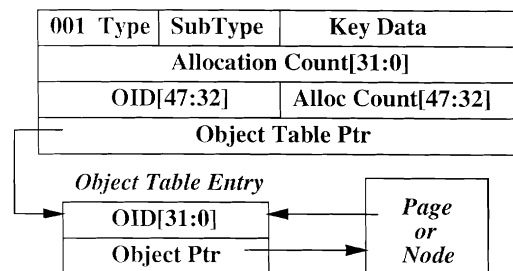 001 Type SubType Key Data
Allocation Count[31:0]
OID[47:32] Alloc Count[47:32]
Object Table Ptr
Object Table Entry
OID[31:0]
Object Ptr
Page
or
Node